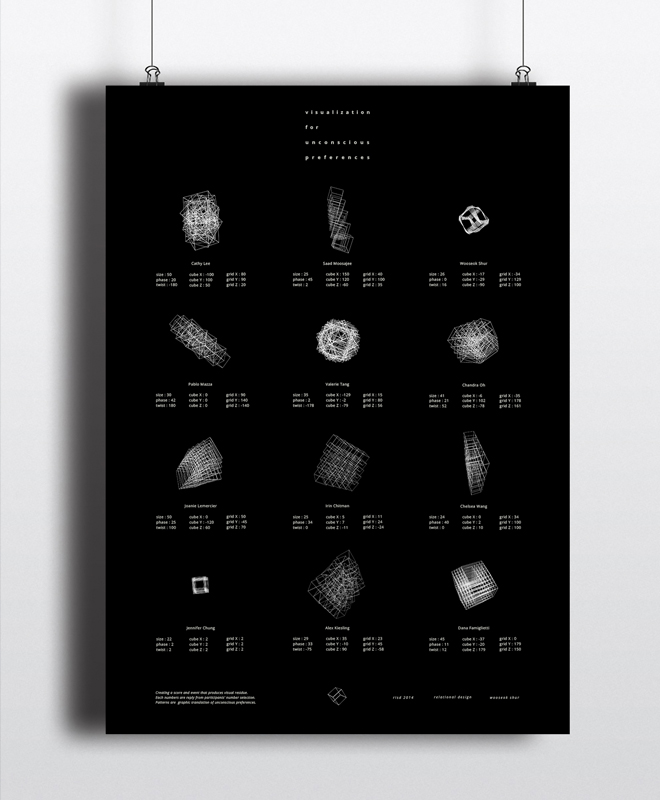 visualization
for
unconscious
preferences
Cathy Lee
size : 50 cube X : -100 grid X : 80
phase : 20 cube Y : 100 grid Y : 90
twist : -180 cube Z : 50 grid Z : 20
Saad Moosajee
size : 25 cube X : 150 grid X : 40
phase : 45 cube Y : 120 grid Y : 100
twist : 2 cube Z : -60 grid Z : 35
Wooseok Shur
size : 26 cube X : -17 grid X : -34
phase : 0 cube Y : -29 grid Y : 125
twist : 16 cube Z : -90 grid Z : 100
Pablo Mazza
size : 30 cube X : 0 grid X : 90
phase : 42 cube Y : 0 grid Y : 140
twist : 180 cube Z : 0 grid Z : -140
Valerie Tang
size : 35 cube X : -129 grid X : 15
phase : 2 cube Y : -2 grid Y : 80
twist : -178 cube Z : -79 grid Z : 56
Chandra Oh
size : 41 cube X : -6 grid X : -35
phase : 21 cube Y : 102 grid Y : 178
twist : 52 cube Z : -78 grid Z : 161
Joanie Lemercier
size : 50 cube X : 0 grid X : 50
phase : 25 cube Y : -120 grid Y : -45
twist : 100 cube Z : 60 grid Z : 70
Irin Chitman
size : 25 cube X : 5 grid X : 11
phase : 34 cube Y : 7 grid Y : 24
twist : 0 cube Z : -11 grid Z : -24
Chelsea Wang
size : 24 cube X : 0 grid X : 34
phase : 40 cube Y : 2 grid Y : 100
twist : 0 cube Z : 10 grid Z : 100
Jennifer Chung
size : 22 cube X : 2 grid X : 2
phase : 2 cube Y : 2 grid Y : 2
twist : 2 cube Z : 2 grid Z : 2
Alex Kiesling
size : 29 cube X : 35 grid X : 23
phase : 33 cube Y : -10 grid Y : 45
twist : -75 cube Z : 90 grid Z : -58
Dana Famiglietti
size : 45 cube X : -37 grid X : 0
phase : 11 cube Y : -20 grid Y : 179
twist : 12 cube Z : 179 grid Z : 150
Creating a score and event that produces visual residue.
Each numbers are reply from participants' number selection.
Patterns are graphic translation of unconscious preferences.
risd 2014 relational design wooseok shur